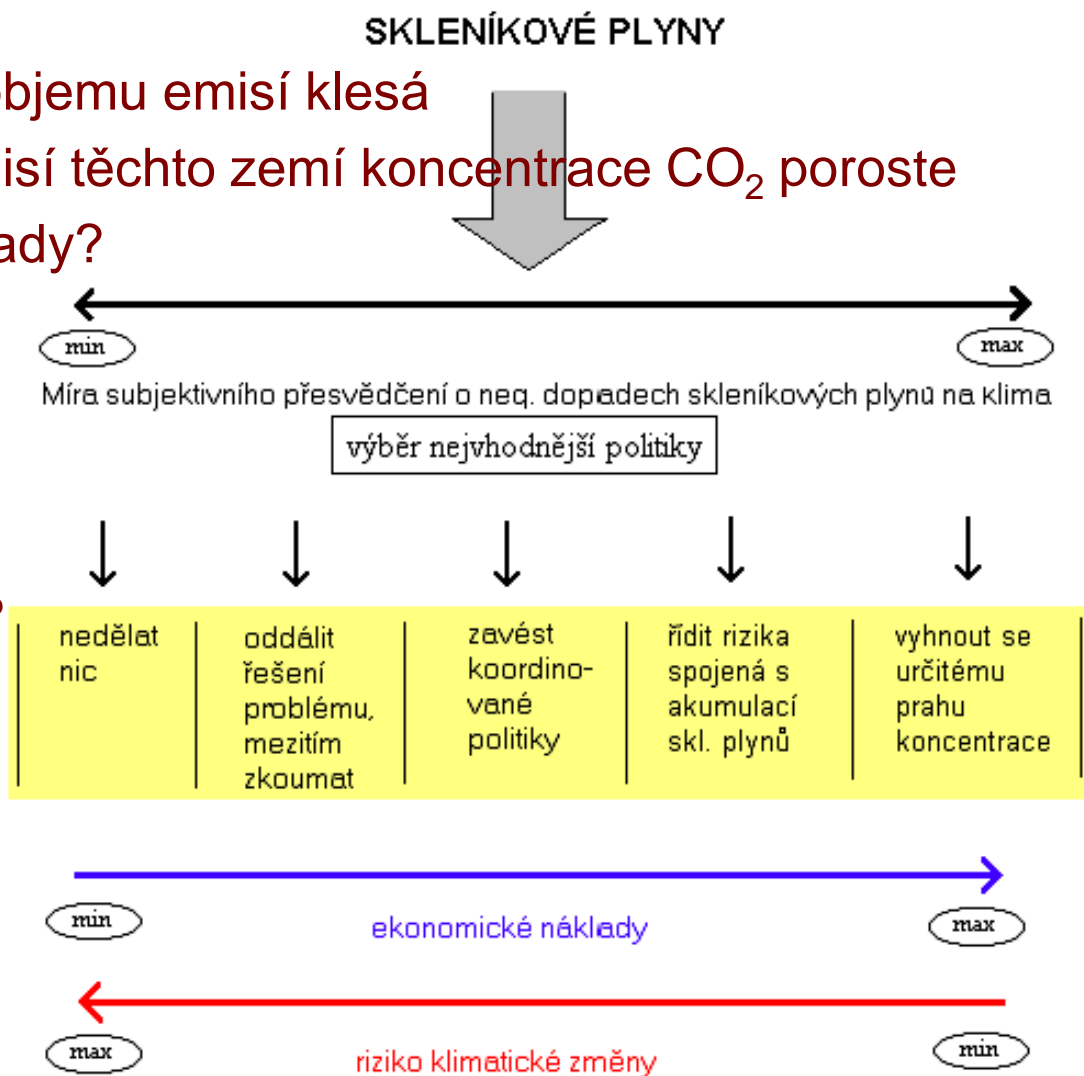 SKLENÍKOVÉ PLYNY
objemu emisí klesá
isí těchto zemí koncentrace CO₂ poroste
ady?
min
max
Míra subjektivního přesvědčení o neq. dopadech skleníkových plynů na klima
výběr nejvhodnější politiky
nedělat
nic
oddálit
řešení
problému,
mezitím
zkoumat
zavést
koordino-
vané
politiky
řídit rizika
spojená s
akumulací
skl. plynů
vyhnout se
určitému
prahu
koncentrace
min
ekonomické náklady
max
max
riziko klimatické změny
min